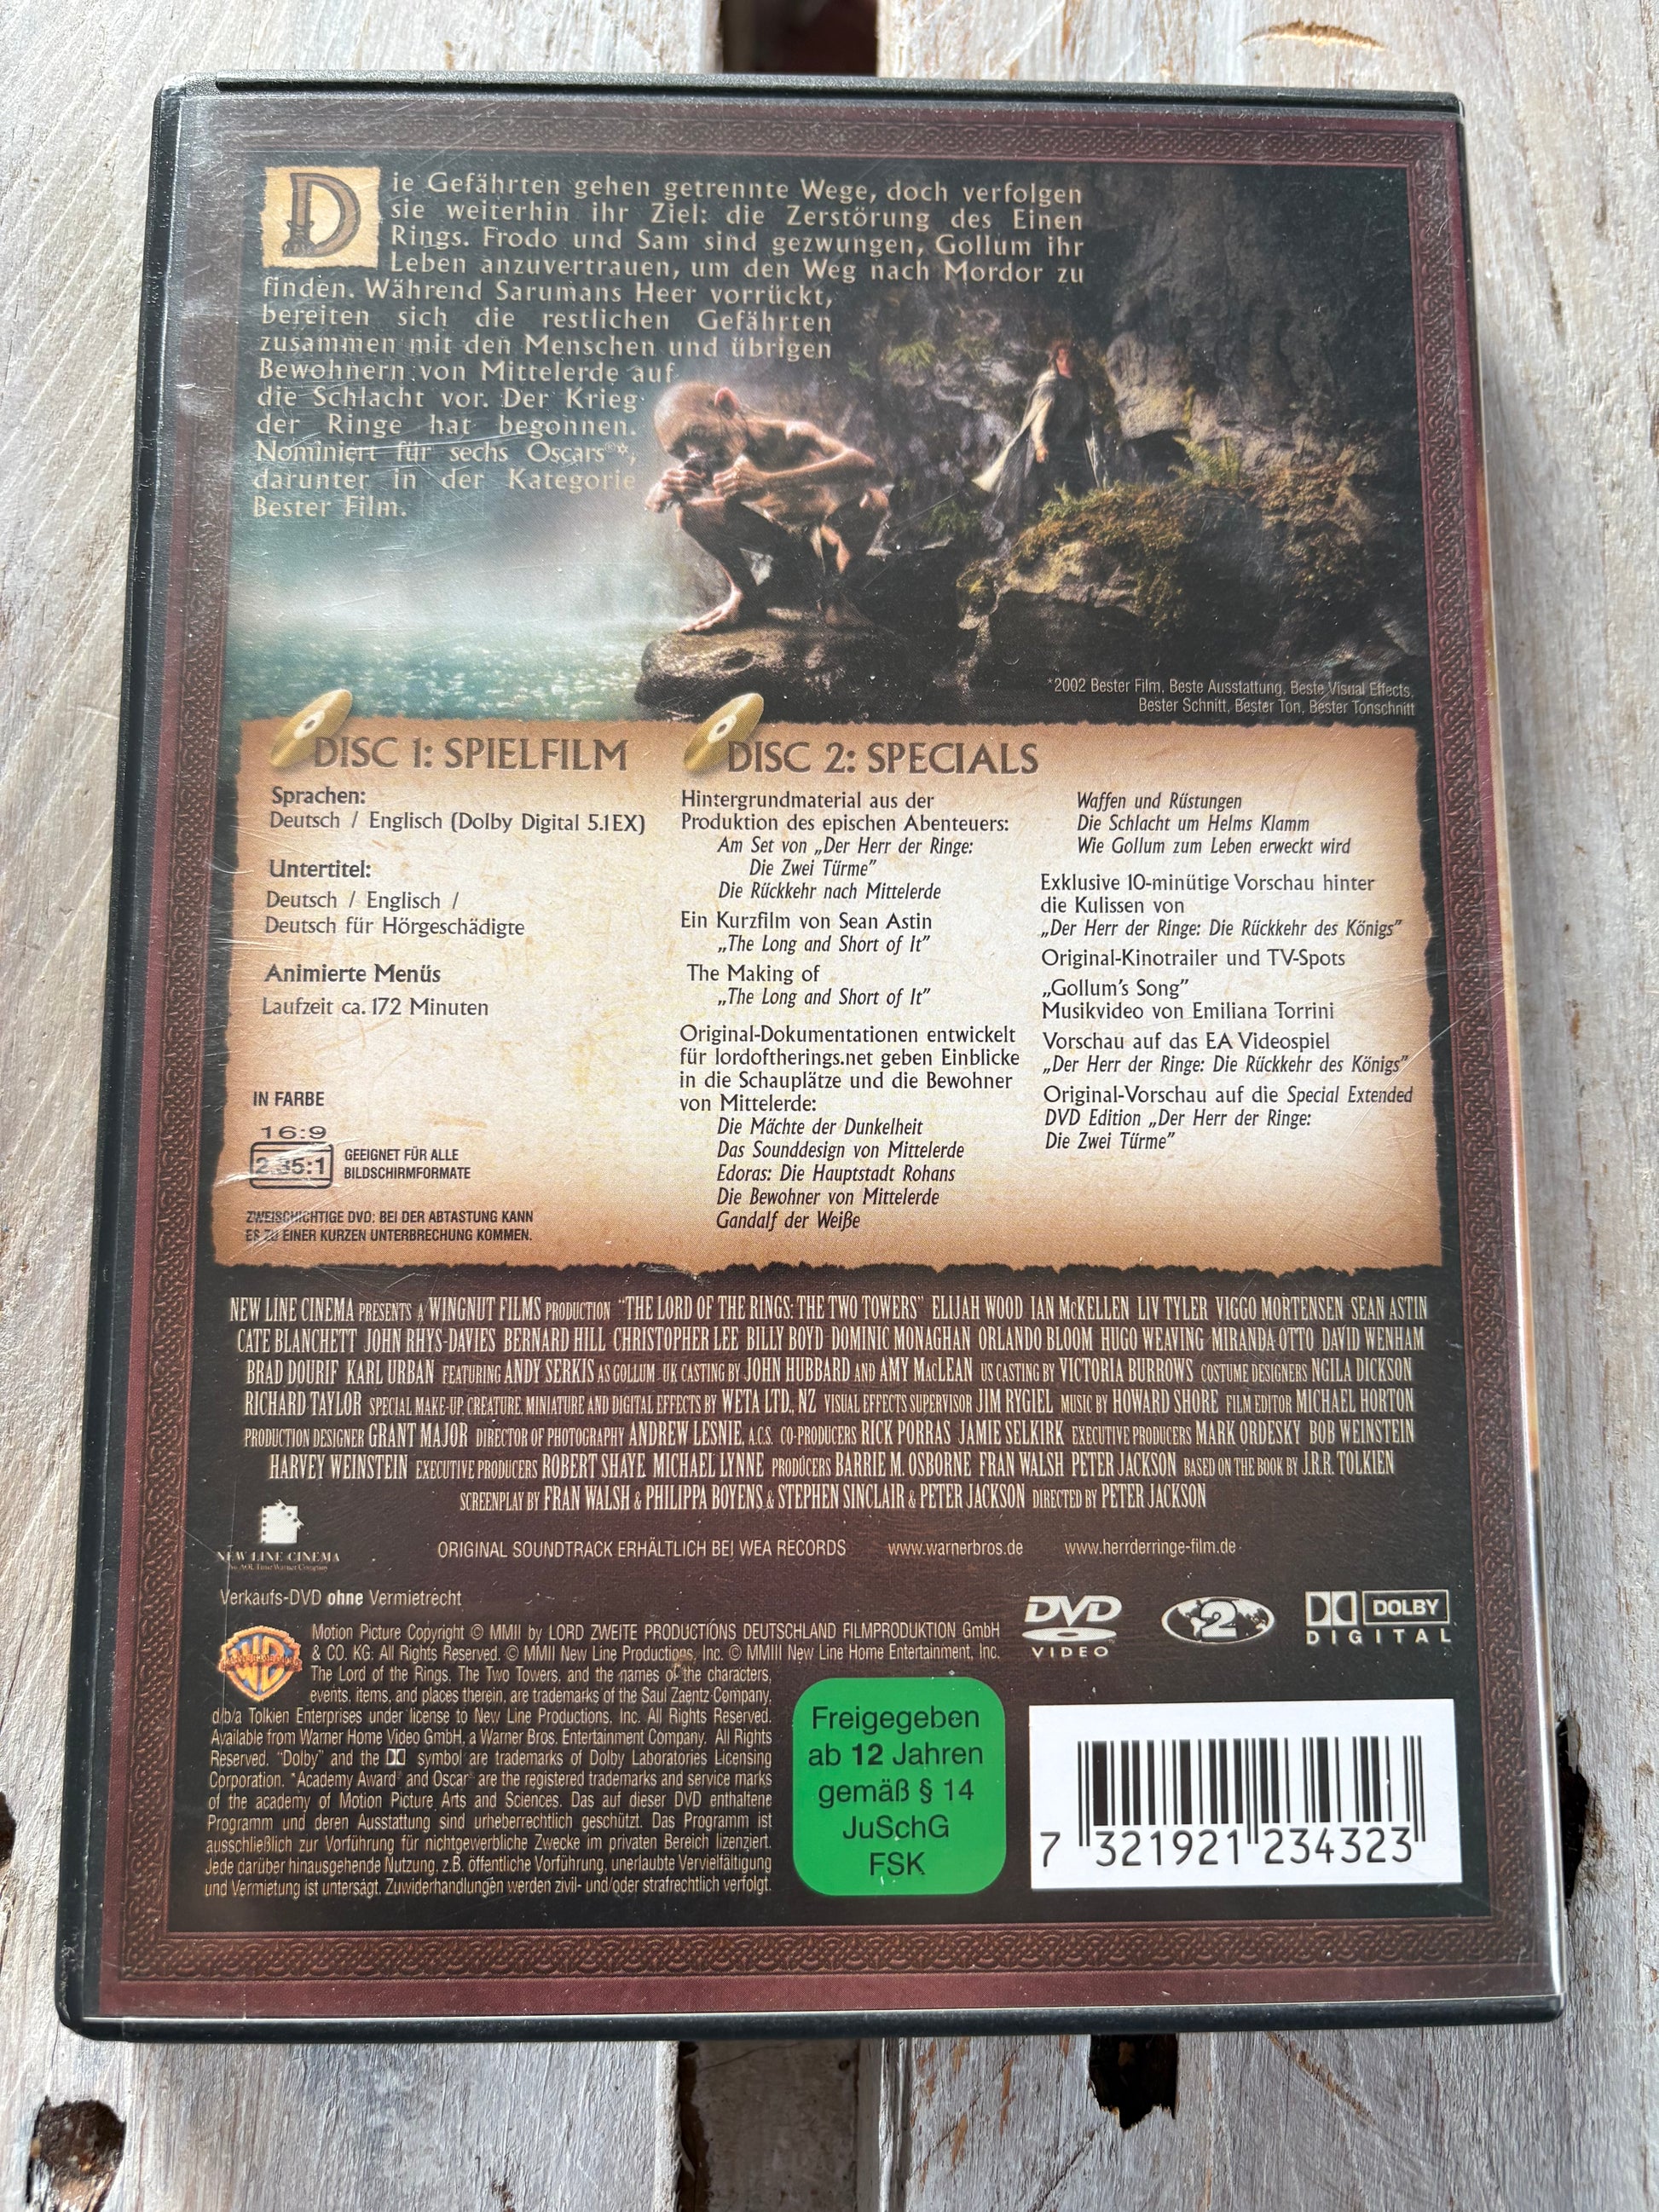 Die Gefährten gehen getrennte Wege, doch verfolgen
sie weiterhin ihr Ziel: die Zerstörung des Einen
Rings. Frodo und Sam sind gezwungen, Gollum ihr
Leben anzuvertrauen, um den Weg nach Mordor zu
finden. Während Sarumans Heer vorrückt,
bereiten sich die restlichen Gefährten
zusammen mit den Menschen und übrigen
Bewohnern von Mittelerde auf
die Schlacht vor. Der Krieg
der Ringe hat begonnen.
Nominiert für sechs Oscars®*,
darunter in der Kategorie
Bester Film.
*2002 Bester Film, Beste Ausstattung, Beste Visual Effects,
Bester Schnitt, Bester Ton, Bester Tonschnitt
DISC 1: SPIELFILM
Sprachen:
Deutsch / Englisch (Dolby Digital 5.1EX)
Untertitel:
Deutsch / Englisch /
Deutsch für Hörgeschädigte
Animierte Menüs
Laufzeit ca. 172 Minuten
IN FARBE
16:9
2.35:1
GEEIGNET FÜR ALLE
BILDSCHIRMFORMATE
ZWEISCHICHTIGE DVD: BEI DER ABTASTUNG KANN
ES ZU EINER KURZEN UNTERBRECHUNG KOMMEN.
DISC 2: SPECIALS
Hintergrundmaterial aus der
Produktion des epischen Abenteuers:
Am Set von „Der Herr der Ringe:
Die Zwei Türme”
Die Rückkehr nach Mittelerde
Ein Kurzfilm von Sean Astin
„The Long and Short of It”
The Making of
„The Long and Short of It”
Original-Dokumentationen entwickelt
für lordoftherings.net geben Einblicke
in die Schauplätze und die Bewohner
von Mittelerde:
Die Mächte der Dunkelheit
Das Sounddesign von Mittelerde
Edoras: Die Hauptstadt Rohans
Die Bewohner von Mittelerde
Gandalf der Weiße
Waffen und Rüstungen
Die Schlacht um Helms Klamm
Wie Gollum zum Leben erweckt wird
Exklusive 10-minütige Vorschau hinter
die Kulissen von
„Der Herr der Ringe: Die Rückkehr des Königs”
Original-Kinotrailer und TV-Spots
„Gollum's Song”
Musikvideo von Emiliana Torrini
Vorschau auf das EA Videospiel
„Der Herr der Ringe: Die Rückkehr des Königs”
Original-Vorschau auf die Special Extended
DVD Edition „Der Herr der Ringe:
Die Zwei Türme”
NEW LINE CINEMA PRESENTS A WINGNUT FILMS PRODUCTION “THE LORD OF THE RINGS: THE TWO TOWERS” ELIJAH WOOD IAN McKELLEN LIV TYLER VIGGO MORTENSEN SEAN ASTIN
CATE BLANCHETT JOHN RHYS-DAVIES BERNARD HILL CHRISTOPHER LEE BILLY BOYD DOMINIC MONAGHAN ORLANDO BLOOM HUGO WEAVING MIRANDA OTTO DAVID WENHAM
BRAD DOURIF KARL URBAN FEATURING ANDY SERKIS AS GOLLUM UK CASTING BY JOHN HUBBARD AND AMY MacLEAN US CASTING BY VICTORIA BURROWS COSTUME DESIGNERS NGILA DICKSON
RICHARD TAYLOR SPECIAL MAKE-UP, CREATURE, MINIATURE AND DIGITAL EFFECTS BY WETA LTD., NZ VISUAL EFFECTS SUPERVISOR JIM RYGIEL MUSIC BY HOWARD SHORE FILM EDITOR MICHAEL HORTON
PRODUCTION DESIGNER GRANT MAJOR DIRECTOR OF PHOTOGRAPHY ANDREW LESNIE, A.C.S. CO-PRODUCERS RICK PORRAS JAMIE SELKIRK EXECUTIVE PRODUCERS MARK ORDESKY BOB WEINSTEIN
HARVEY WEINSTEIN EXECUTIVE PRODUCERS ROBERT SHAYE MICHAEL LYNNE PRODUCERS BARRIE M. OSBORNE FRAN WALSH PETER JACKSON BASED ON THE BOOK BY J.R.R. TOLKIEN
SCREENPLAY BY FRAN WALSH & PHILIPPA BOYENS & STEPHEN SINCLAIR & PETER JACKSON DIRECTED BY PETER JACKSON
NEW LINE CINEMA
An AOL Time Warner Company
ORIGINAL SOUNDTRACK ERHÄLTLICH BEI WEA RECORDS www.warnerbros.de www.herrderringe-film.de
Verkaufs-DVD ohne Vermietrecht
Motion Picture Copyright © MMII by LORD ZWEITE PRODUCTIONS DEUTSCHLAND FILMPRODUKTION GmbH
& CO. KG: All Rights Reserved. © MMII New Line Productions, Inc. © MMIII New Line Home Entertainment, Inc.
The Lord of the Rings, The Two Towers, and the names of the characters,
events, items, and places therein, are trademarks of the Saul Zaentz Company,
d/b/a Tolkien Enterprises under license to New Line Productions, Inc. All Rights Reserved.
Available from Warner Home Video GmbH, a Warner Bros. Entertainment Company. All Rights
Reserved. “Dolby” and the symbol are trademarks of Dolby Laboratories Licensing
Corporation. “Academy Award” and Oscar are the registered trademarks and service marks
of the academy of Motion Picture Arts and Sciences. Das auf dieser DVD enthaltene
Programm und deren Ausstattung sind urheberrechtlich geschützt. Das Programm ist
ausschließlich zur Vorführung für nichtgewerbliche Zwecke im privaten Bereich lizenziert.
Jede darüber hinausgehende Nutzung, z.B. öffentliche Vorführung, unerlaubte Vervielfältigung
und Vermietung ist untersagt. Zuwiderhandlungen werden zivil- und/oder strafrechtlich verfolgt.
WB
DVD
VIDEO
2
DOLBY
DIGITAL
Freigegeben
ab 12 Jahren
gemäß § 14
JuSchG
FSK
7 321921 234323